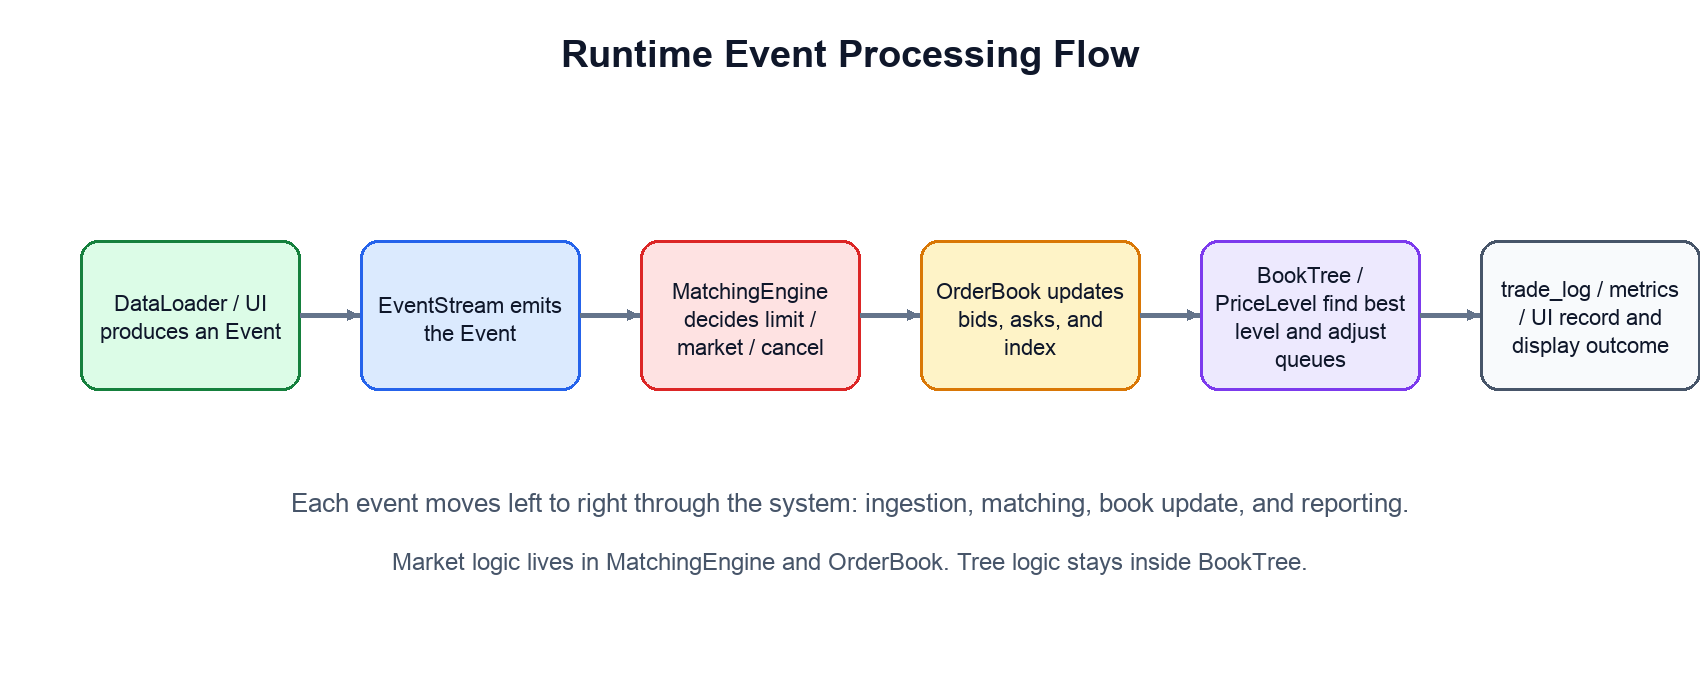 Runtime Event Processing Flow
DataLoader / UI
produces an Event
EventStream emits
the Event
MatchingEngine
decides limit /
market / cancel
OrderBook updates
bids, asks, and
index
BookTree /
PriceLevel find best
level and adjust
queues
trade_log / metrics
/ UI record and
display outcome
Each event moves left to right through the system: ingestion, matching, book update, and reporting.
Market logic lives in MatchingEngine and OrderBook. Tree logic stays inside BookTree.